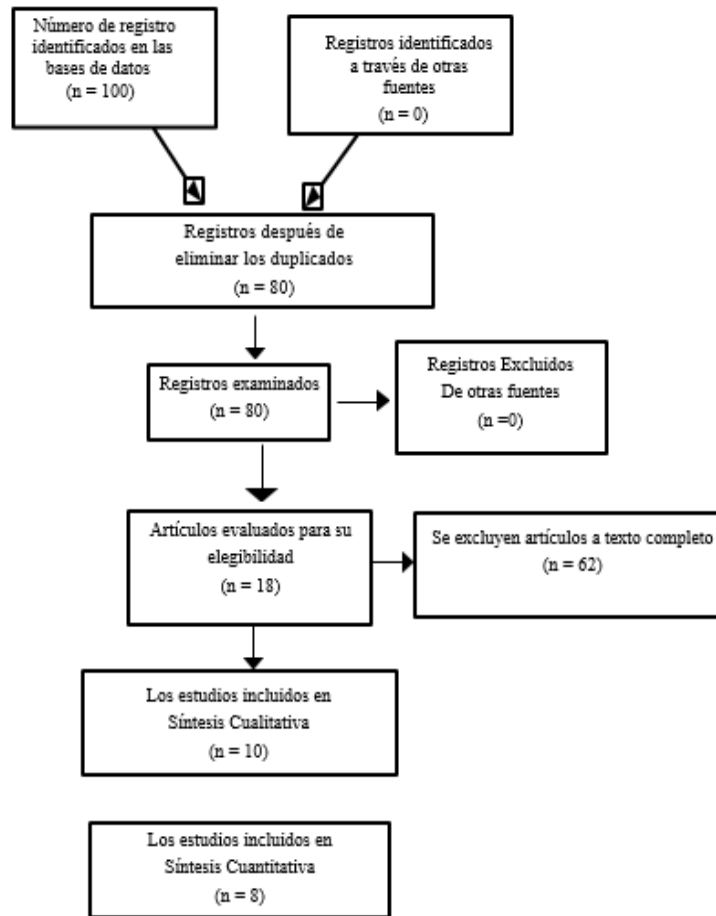 Número de registro
identificados en las
bases de datos
(n = 100)
Registros identificados
a través de otras
fuentes
(n = 0)
Registros después de
eliminar los duplicados
(n = 80)
Registros examinados
(n = 80)
Registros Excluidos
De otras fuentes
(n =0)
Artículos evaluados para su
elegibilidad
(n = 18)
Se excluyen artículos a texto completo
(n = 62)
Los estudios incluidos en
Síntesis Cualitativa
(n = 10)
Los estudios incluidos en
Síntesis Cuantitativa
(n = 8)